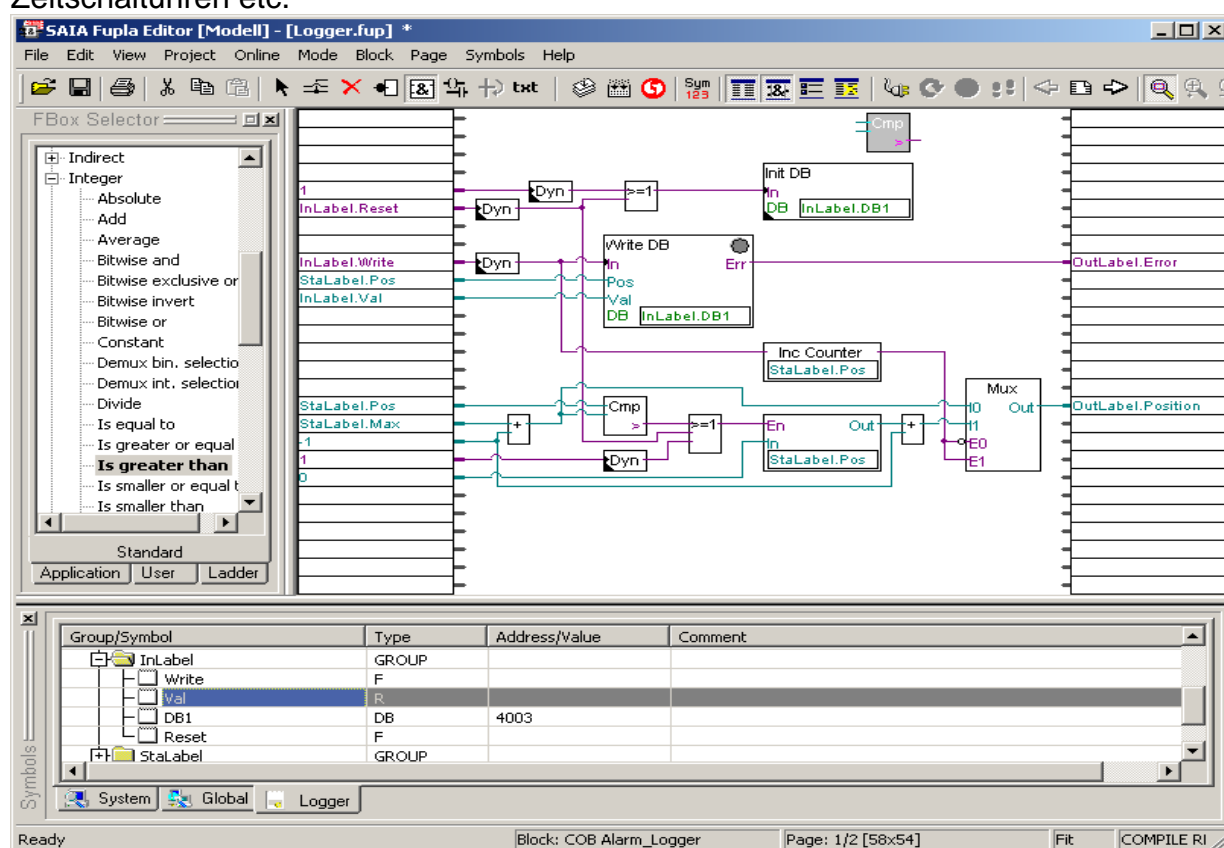 Zeitschaltuhren etc.
SAIA Fupla Editor [Modell] - [Logger.fup] *
File Edit View Project Online Mode Block Page Symbols Help
txt Sym 123
FBox Selector
Indirect
Integer
Absolute
Add
Average
Bitwise and
Bitwise exclusive or
Bitwise invert
Bitwise or
Constant
Demux bin. selectio
Demux int. selection
Divide
Is equal to
Is greater or equal
Is greater than
Is smaller or equal t
Is smaller than
Standard
Application User Ladder
Cmp
>
Init DB
1 Dyn >=1 In
InLabel.Reset Dyn DB InLabel.DB1
Write DB
InLabel.Write Dyn In Err OutLabel.Error
StaLabel.Pos Pos
InLabel.Val Val
DB InLabel.DB1
Inc Counter
StaLabel.Pos
Mux
StaLabel.Pos Cmp I0 Out OutLabel.Position
StaLabel.Max + > >=1 En Out + I1
-1 In E0
1 Dyn StaLabel.Pos E1
0
Group/Symbol Type Address/Value Comment
InLabel GROUP
Write F
Val R
DB1 DB 4003
Reset F
StaLabel GROUP
Symbols
System Global Logger
Ready Block: COB Alarm_Logger Page: 1/2 [58x54] Fit COMPILE RI